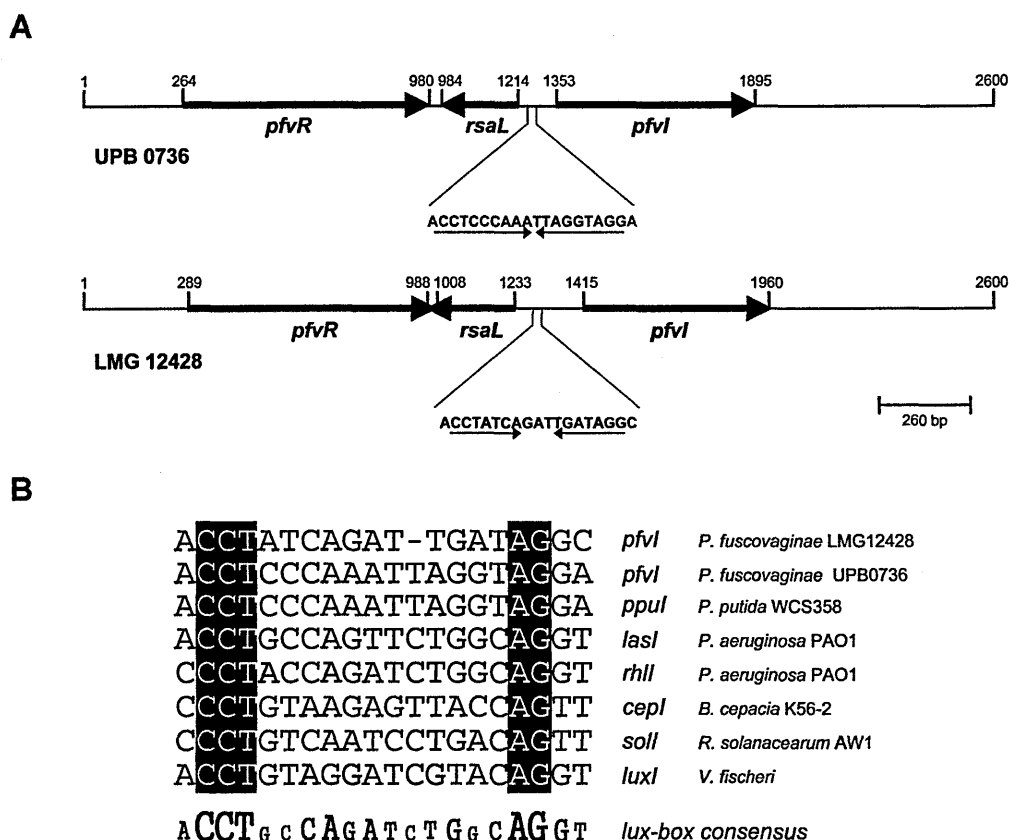 A
1 264 980 984 1214 1353 1895 2600
pfvR rsaL pfvI
UPB 0736
ACCTCCCAAATTAGGTAGGA
1 289 988 1008 1233 1415 1960 2600
pfvR rsaL pfvI
LMG 12428
ACCTATCAGATTGATAGGC
260 bp
B
ACCTATCAGAT-TGATAGGC pfvI P. fuscovaginae LMG12428
ACCTCCCAAATTAGGTAGGA pfvI P. fuscovaginae UPB0736
ACCTCCCAAATTAGGTAGGA ppuI P. putida WCS358
ACCTGCCAGTTCTGGCAGGT lasI P. aeruginosa PAO1
CCCTACCAGATCTGGCAGGT rhlI P. aeruginosa PAO1
CCCTGTAAGAGTTACCAGTT cepI B. cepacia K56-2
CCCTGTCAATCCTGACAGTT solI R. solanacearum AW1
ACCTGTAGGATCGTACAGGT luxI V. fischeri
ACCTGCCAGATCTGGCAGGT lux-box consensus